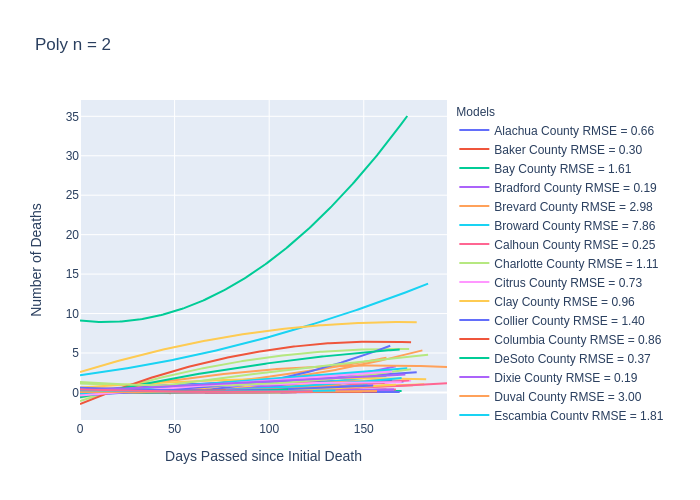 Poly n = 2
Models
Alachua County RMSE = 0.66
Baker County RMSE = 0.30
Bay County RMSE = 1.61
Bradford County RMSE = 0.19
Brevard County RMSE = 2.98
Broward County RMSE = 7.86
Calhoun County RMSE = 0.25
Charlotte County RMSE = 1.11
Citrus County RMSE = 0.73
Clay County RMSE = 0.96
Collier County RMSE = 1.40
Columbia County RMSE = 0.86
DeSoto County RMSE = 0.37
Dixie County RMSE = 0.19
Duval County RMSE = 3.00
Escambia County RMSE = 1.81
35
30
25
20
15
10
5
0
Number of Deaths
0
50
100
150
Days Passed since Initial Death